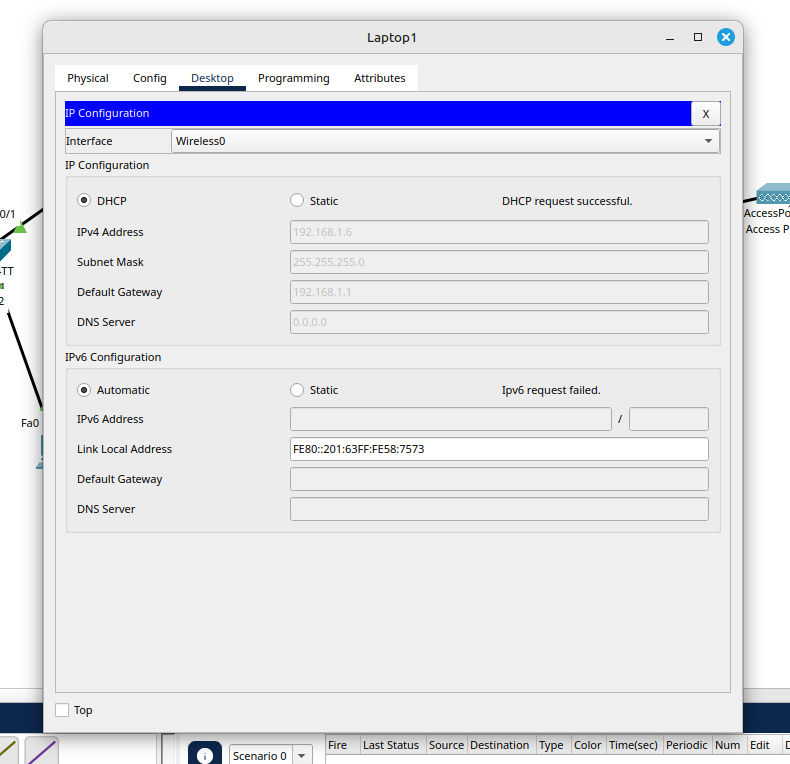 Laptop1
Physical Config Desktop Programming Attributes
IP Configuration X
Interface Wireless0
IP Configuration
DHCP Static DHCP request successful.
IPv4 Address 192.168.1.6
Subnet Mask 255.255.255.0
Default Gateway 192.168.1.1
DNS Server 0.0.0.0
IPv6 Configuration
Automatic Static Ipv6 request failed.
IPv6 Address /
Link Local Address FE80::201:63FF:FE58:7573
Default Gateway
DNS Server
Top
0/1
-TT
2
Fa0
AccessPo
Access P
Scenario 0
Fire Last Status Source Destination Type Color Time(sec) Periodic Num Edit